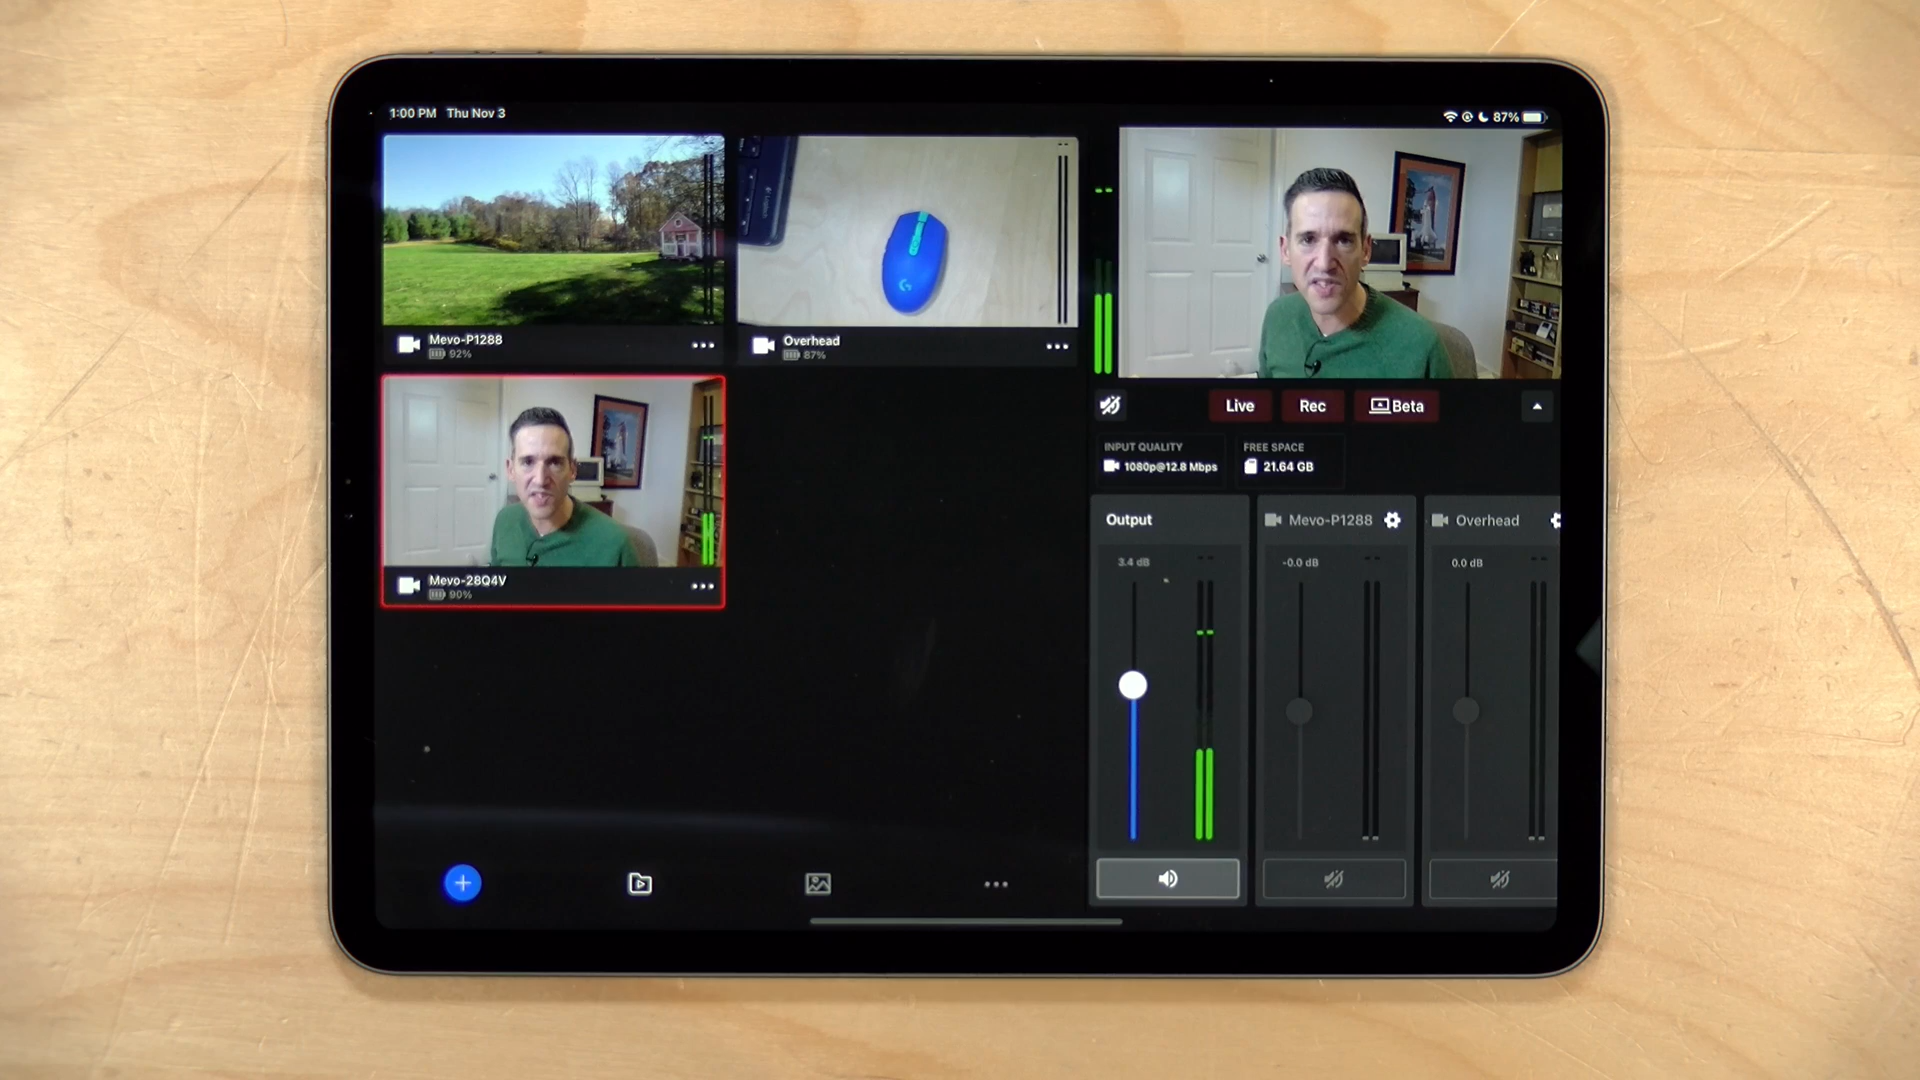 1:00 PM Thu Nov 3
87%
Mevo-P1288
92%
Overhead
87%
Mevo-28Q4V
90%
Live
Rec
Beta
INPUT QUALITY
1080p@12.8 Mbps
FREE SPACE
21.64 GB
Output
Mevo-P1288
Overhead
3.4 dB
-0.0 dB
0.0 dB